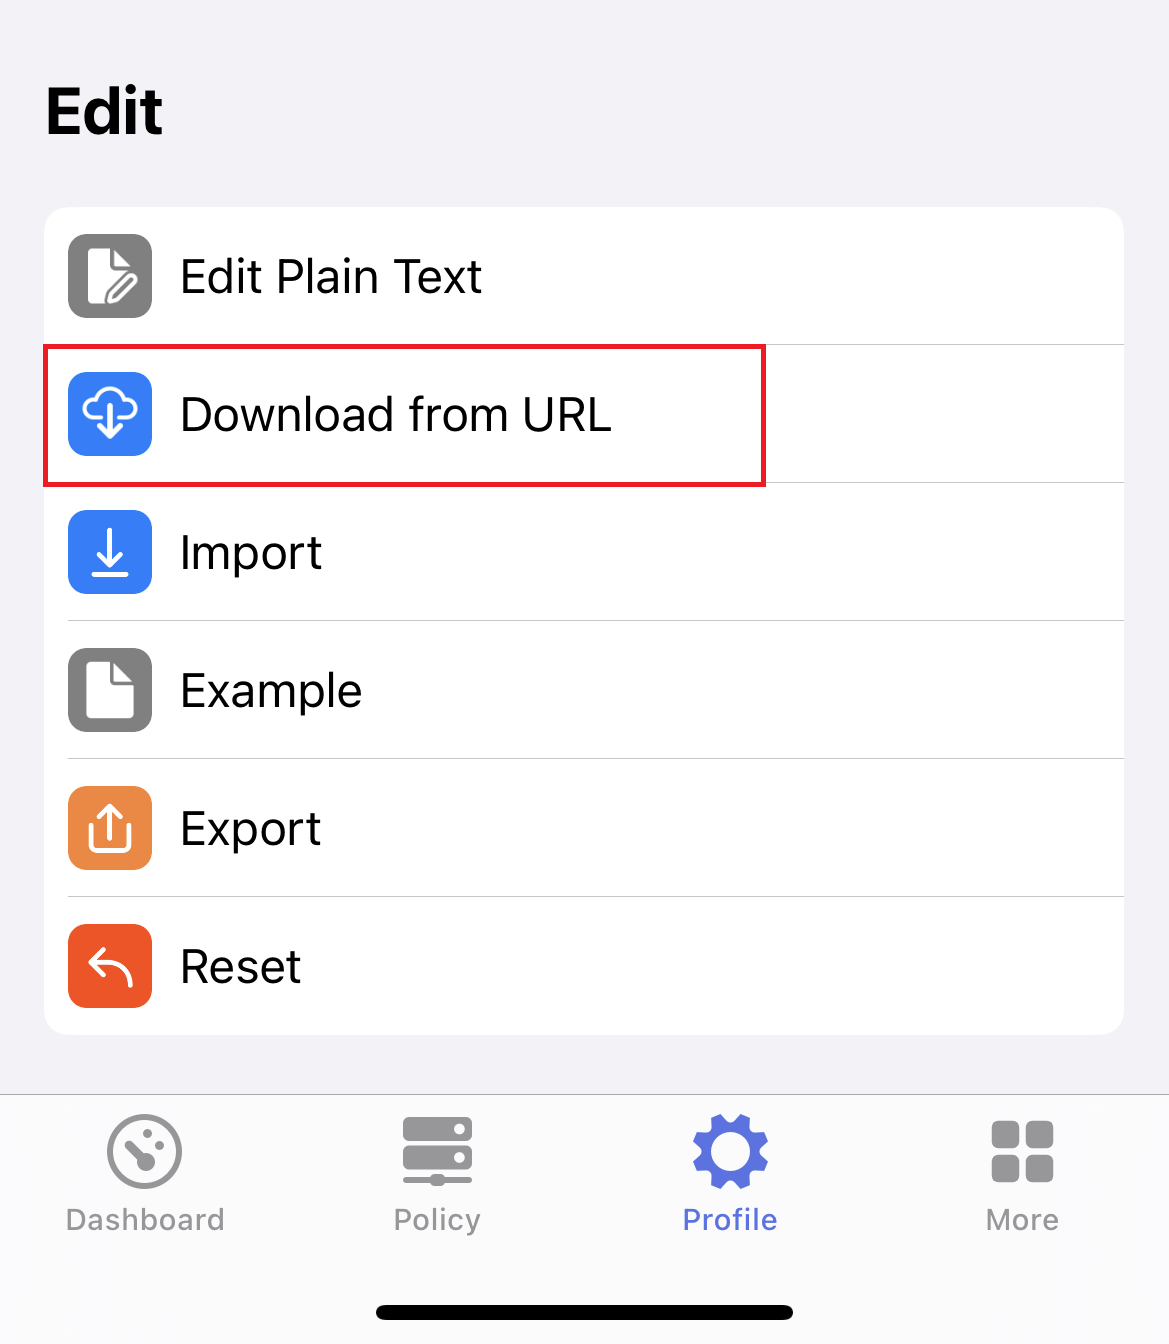 Edit
Edit Plain Text
Download from URL
Import
Example
Export
Reset
Dashboard
Policy
Profile
More